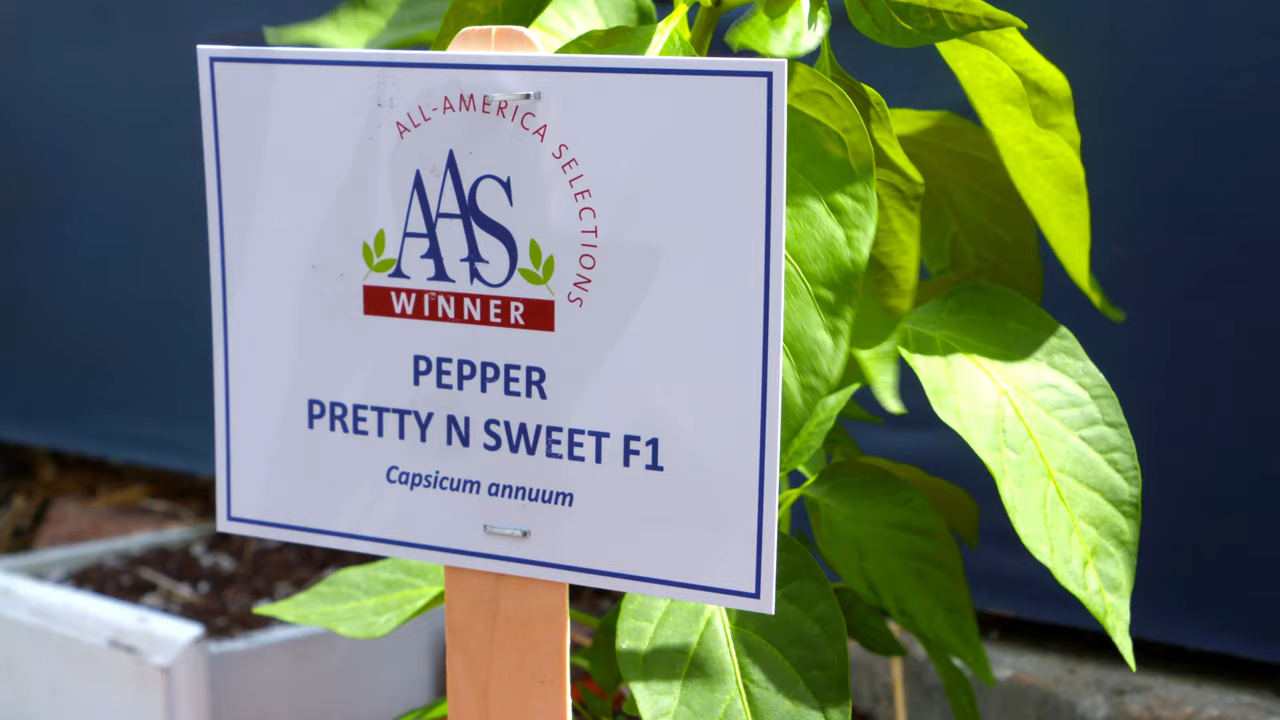 ALL-AMERICA SELECTIONS
AAS
WINNER
PEPPER
PRETTY N SWEET F1
Capsicum annuum